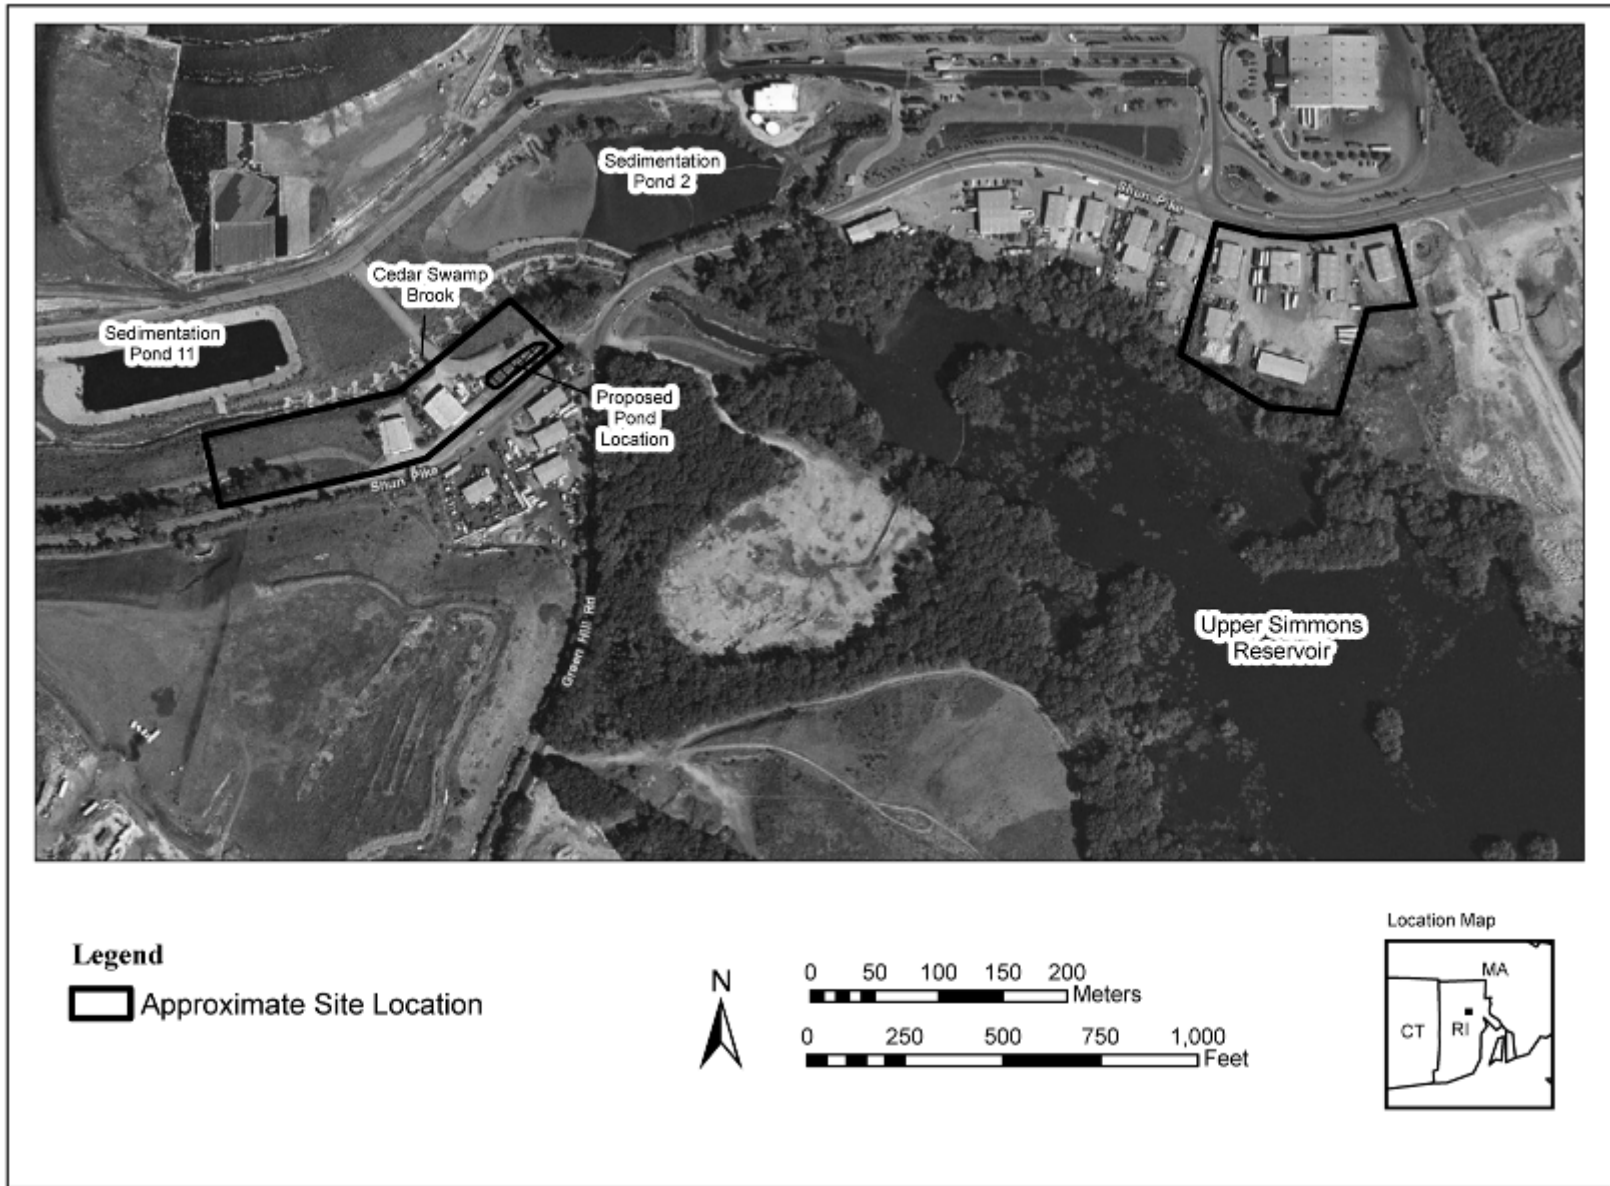 Sedimentation
Pond 2
Shun Pike
Cedar Swamp
Brook
Sedimentation
Pond 11
Proposed
Pond
Location
Shun Pike
Green Hill Rd
Upper Simmons
Reservoir
Legend
Approximate Site Location
N
0 50 100 150 200
Meters
0 250 500 750 1,000
Feet
Location Map
MA
CT
RI